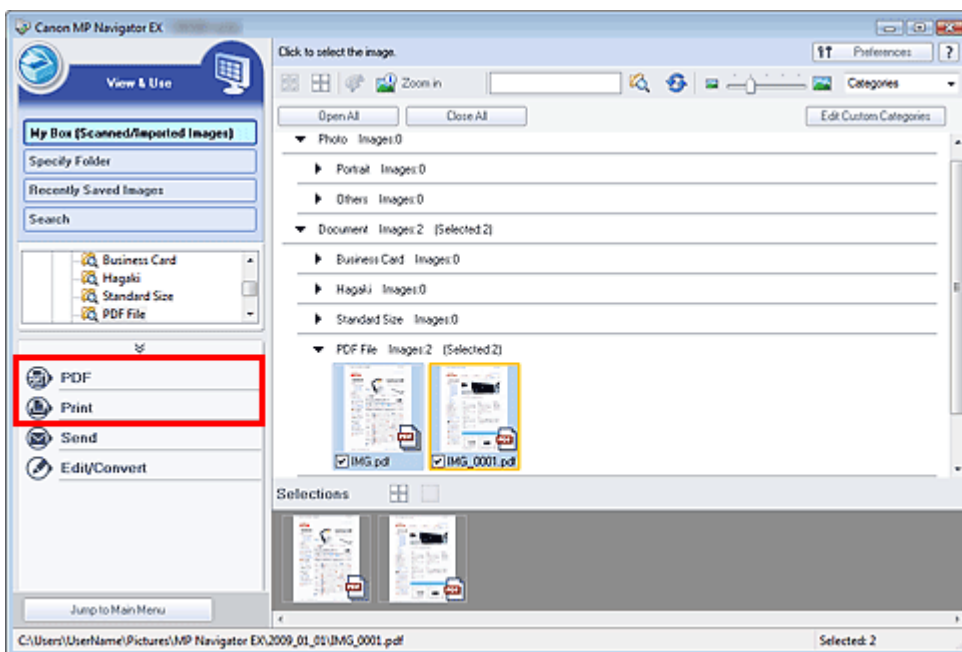 Canon MP Navigator EX
View & Use
My Box (Scanned/Imported Images)
Specify Folder
Recently Saved Images
Search
Business Card
Hagaki
Standard Size
PDF File
PDF
Print
Send
Edit/Convert
Jump to Main Menu
Click to select the image.
Preferences
?
Zoom in
Categories
Open All
Close All
Edit Custom Categories
Photo Images:0
Portrait Images:0
Others Images:0
Document Images:2 (Selected:2)
Business Card Images:0
Hagaki Images:0
Standard Size Images:0
PDF File Images:2 (Selected:2)
PDF
PDF
IMG.pdf
IMG_0001.pdf
Selections
PDF
PDF
C:\Users\UserName\Pictures\MP Navigator EX\2009_01_01\IMG_0001.pdf
Selected: 2